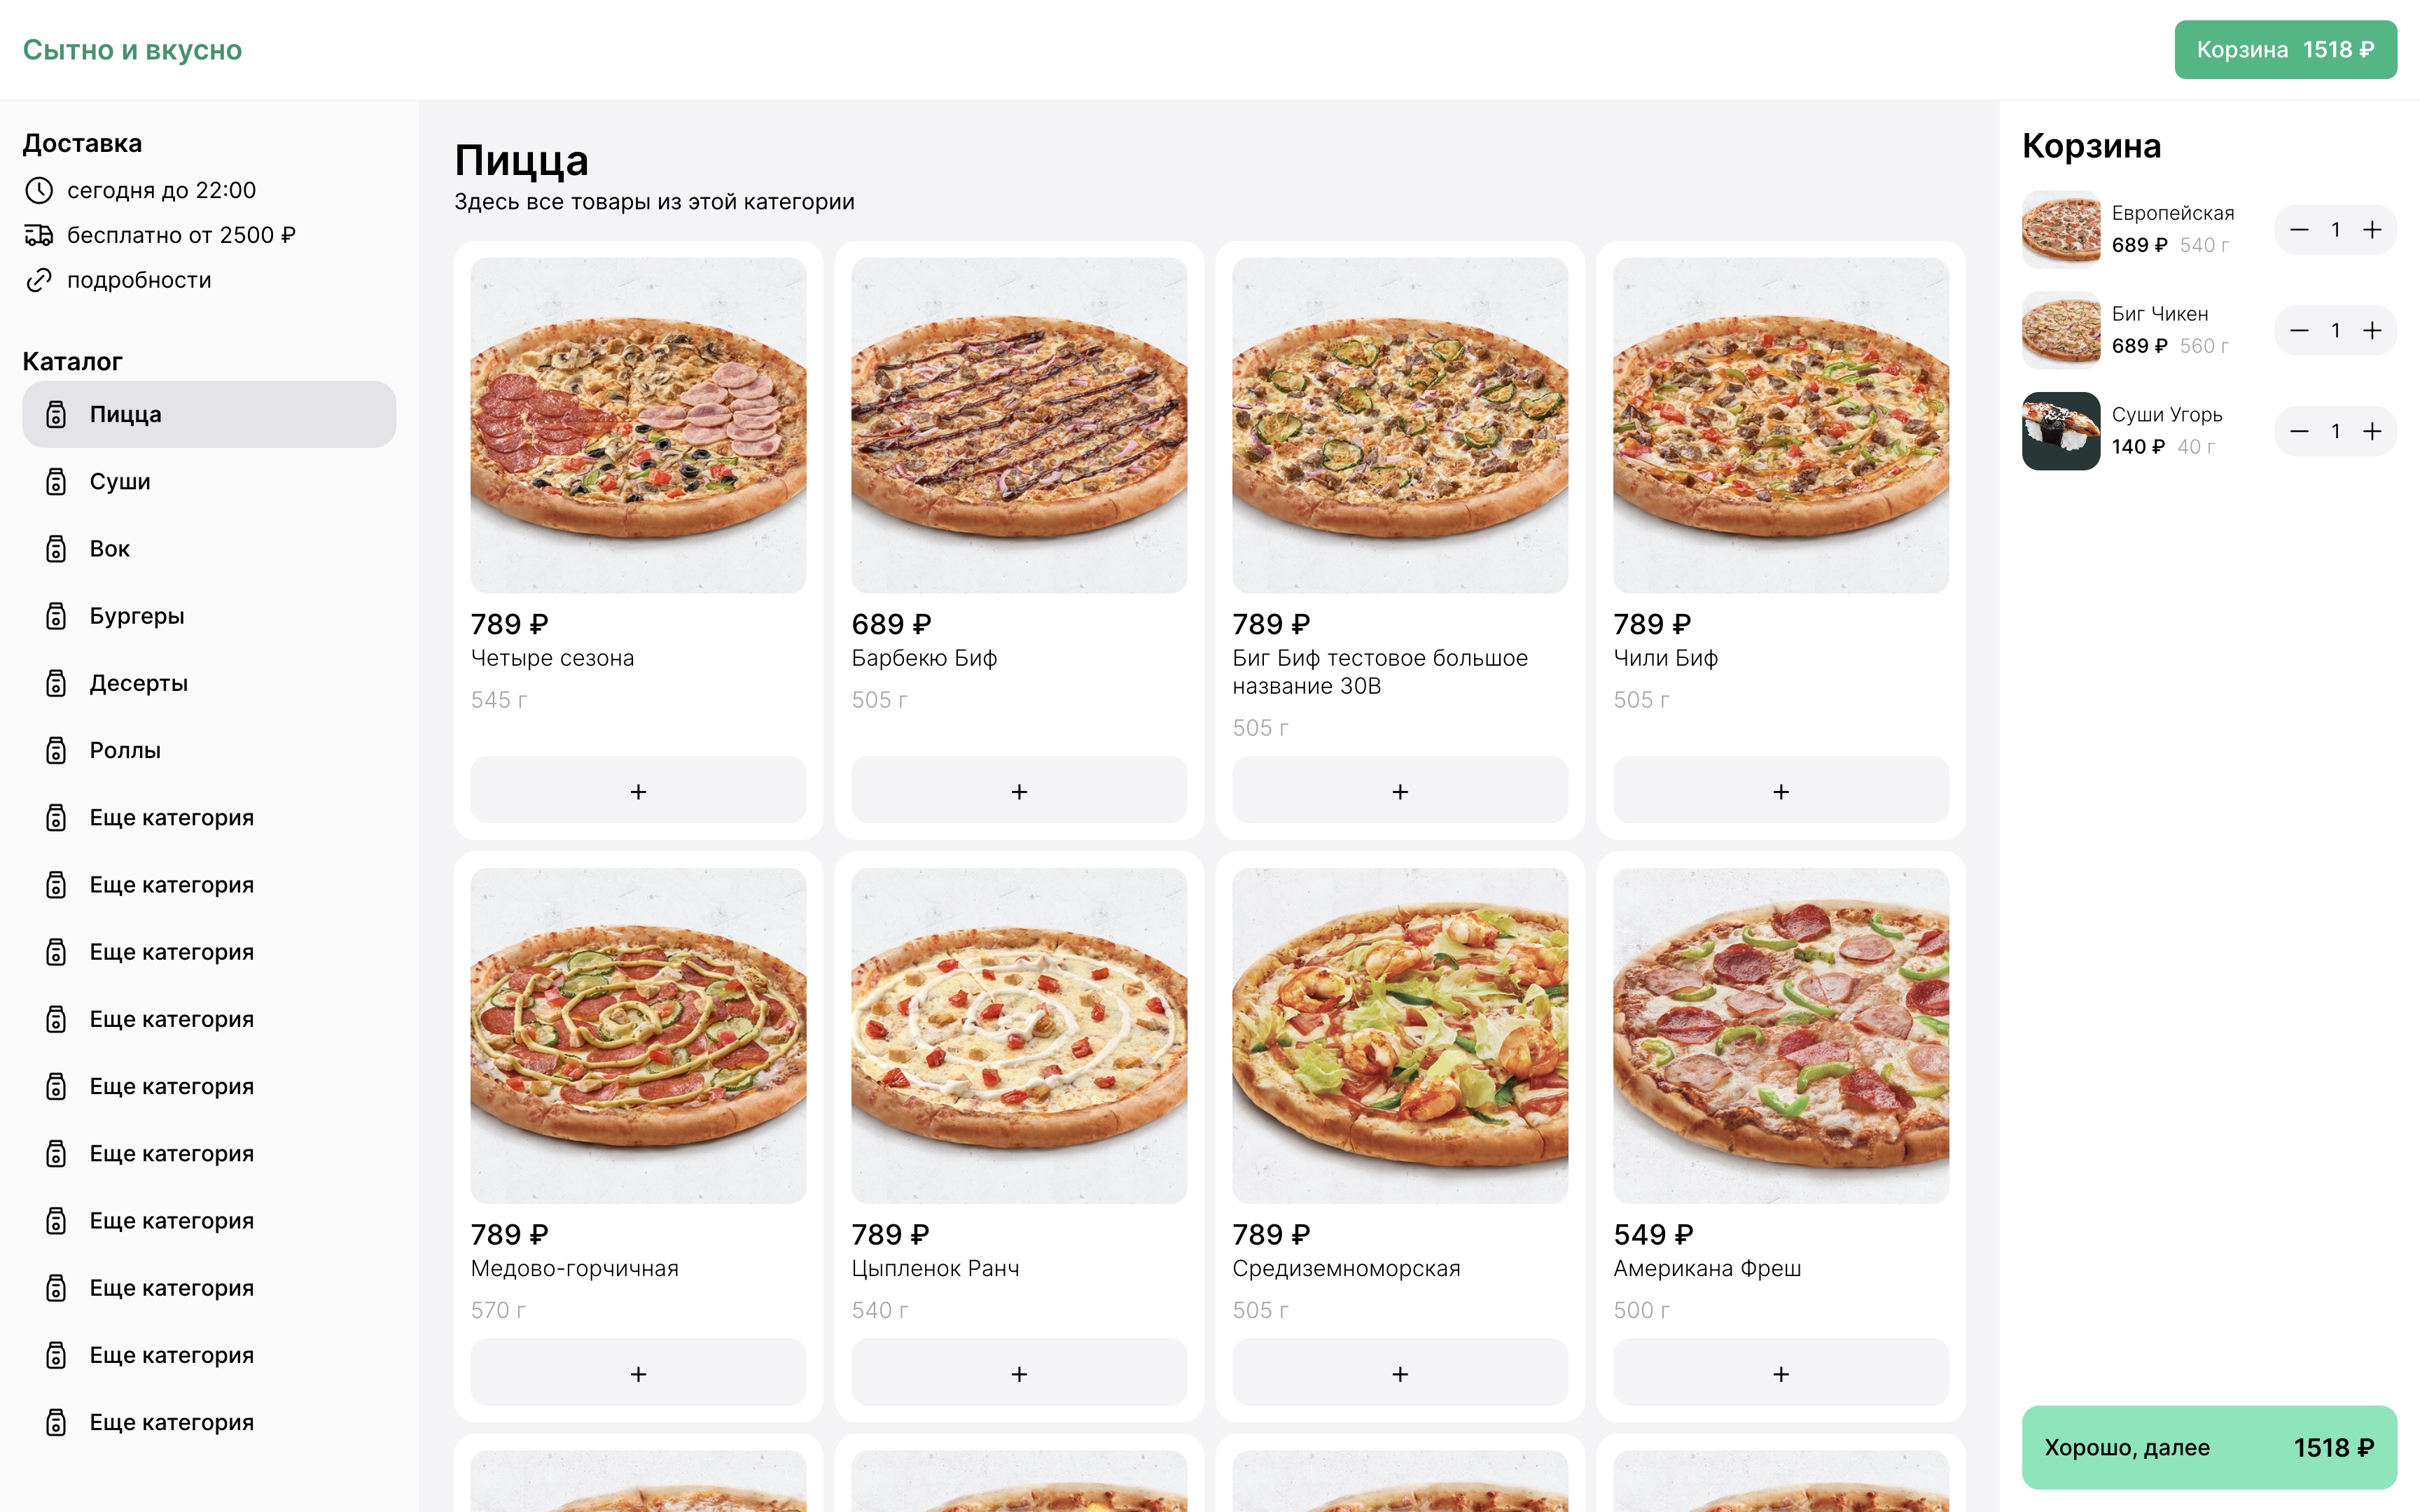 Сытно и вкусно
Корзина 1518 ₽
Доставка
сегодня до 22:00
бесплатно от 2500 ₽
подробности
Каталог
Пицца
Суши
Вок
Бургеры
Десерты
Роллы
Еще категория
Еще категория
Еще категория
Еще категория
Еще категория
Еще категория
Еще категория
Еще категория
Еще категория
Еще категория
Пицца
Здесь все товары из этой категории
789 ₽
Четыре сезона
545 г
+
689 ₽
Барбекю Биф
505 г
+
789 ₽
Биг Биф тестовое большое
название 30В
505 г
+
789 ₽
Чили Биф
505 г
+
789 ₽
Медово-горчичная
570 г
+
789 ₽
Цыпленок Ранч
540 г
+
789 ₽
Средиземноморская
505 г
+
549 ₽
Американа Фреш
500 г
+
Корзина
Европейская
689 ₽ 540 г
— 1 +
Биг Чикен
689 ₽ 560 г
— 1 +
Суши Угорь
140 ₽ 40 г
— 1 +
Хорошо, далее 1518 ₽